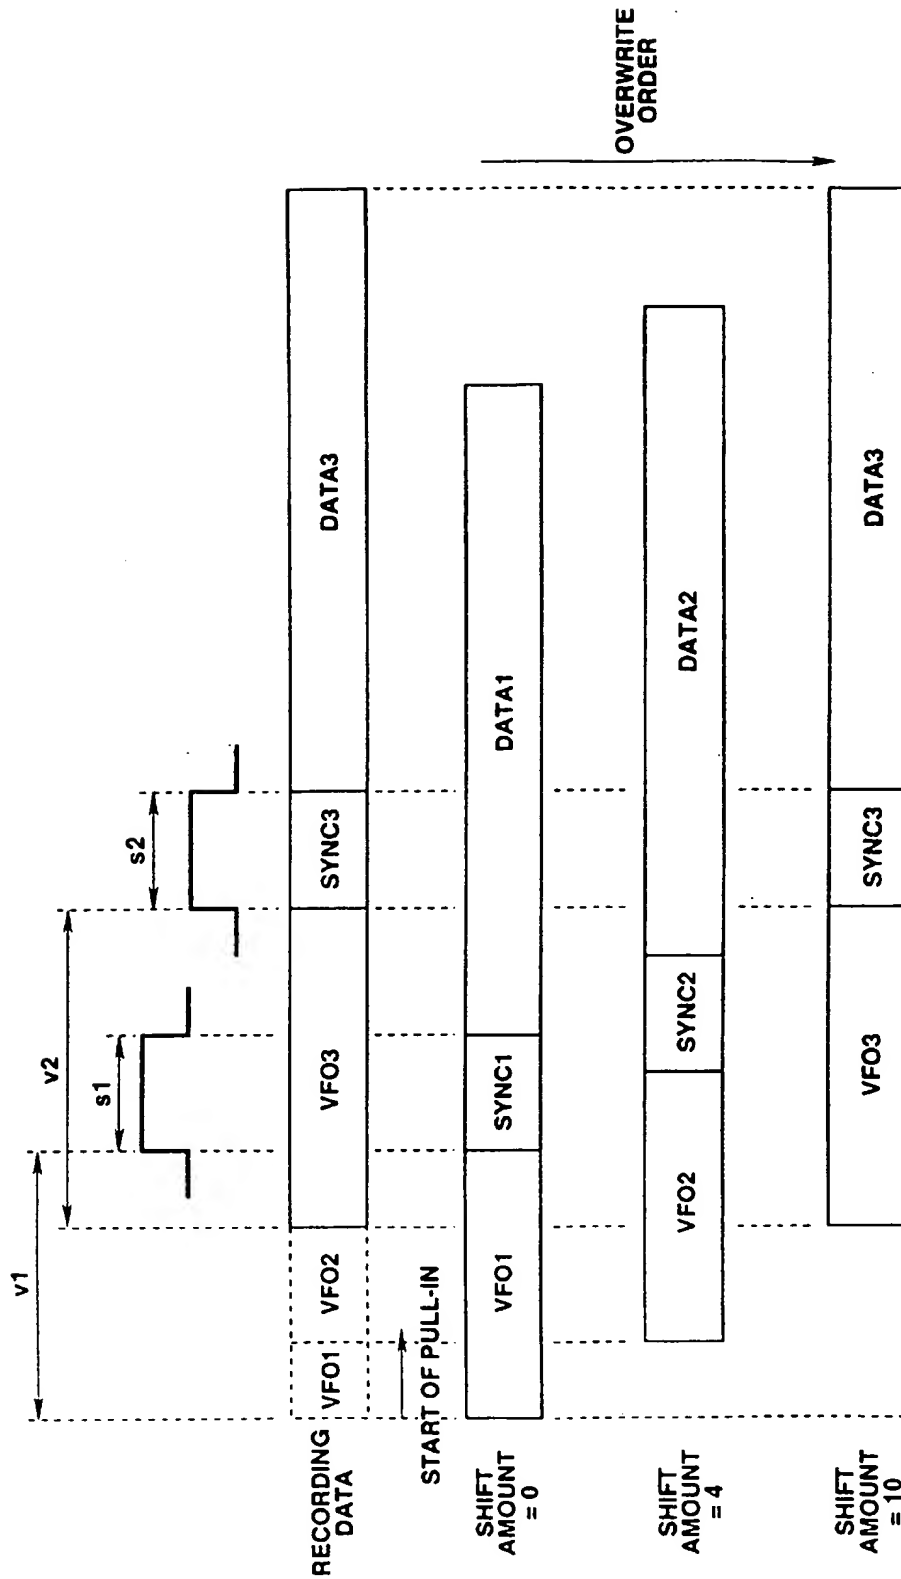 v1
v2
s1
s2
RECORDING
DATA
VFO1
VFO2
VFO3
SYNC3
DATA3
START OF PULL-IN
SHIFT
AMOUNT
= 0
VFO1
SYNC1
DATA1
SHIFT
AMOUNT
= 4
VFO2
SYNC2
DATA2
SHIFT
AMOUNT
= 10
VFO3
SYNC3
DATA3
OVERWRITE
ORDER